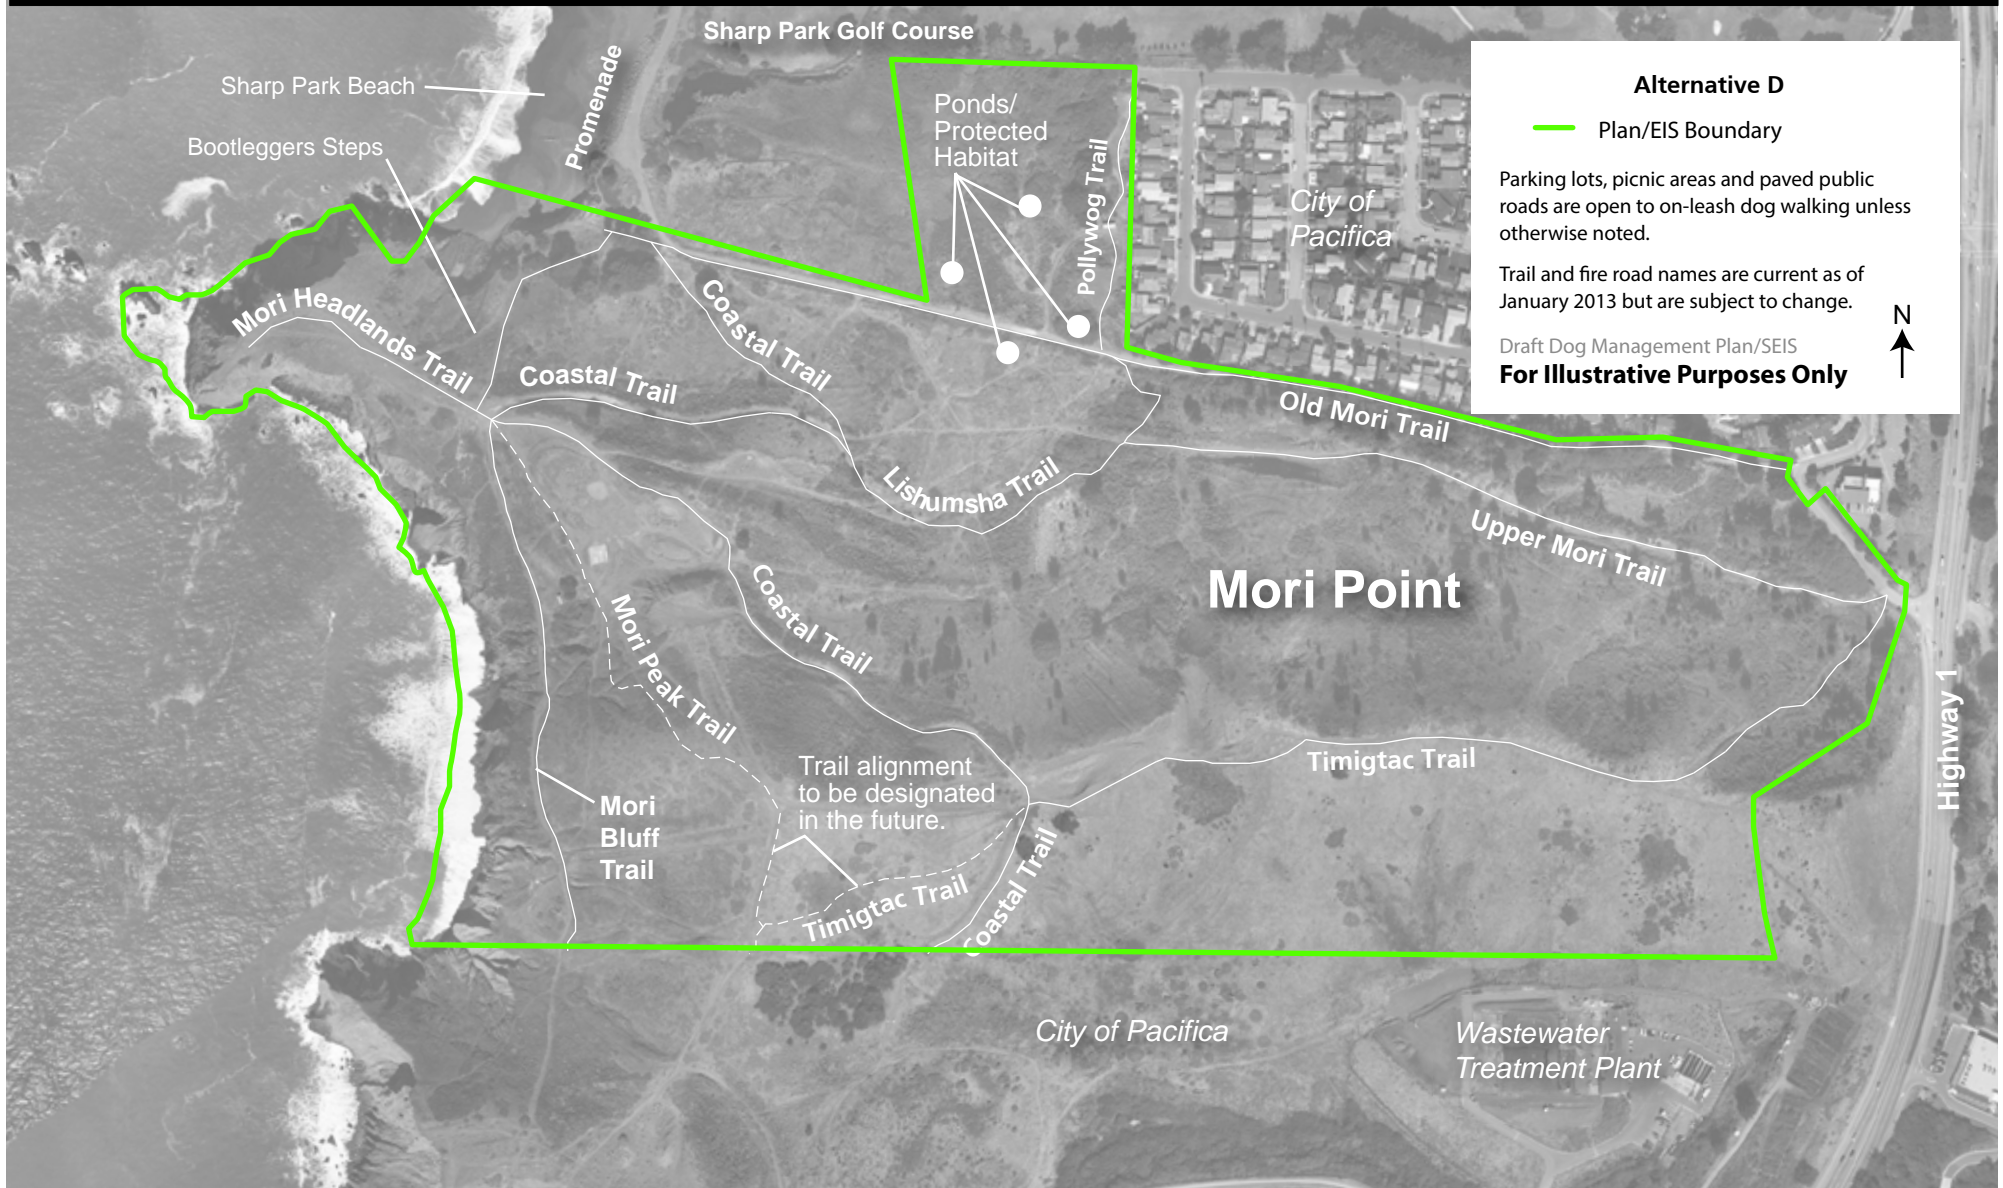 Sharp Park Golf Course
Sharp Park Beach
Promenade
Bootleggers Steps
Ponds/
Protected
Habitat
Pollywog Trail
City of
Pacifica
Alternative D
Plan/EIS Boundary
Parking lots, picnic areas and paved public
roads are open to on-leash dog walking unless
otherwise noted.
Trail and fire road names are current as of
January 2013 but are subject to change.
N
Draft Dog Management Plan/SEIS
For Illustrative Purposes Only
Mori Headlands Trail
Coastal Trail
Coastal Trail
Old Mori Trail
Lishumsha Trail
Upper Mori Trail
Mori Point
Coastal Trail
Mori Peak Trail
Highway 1
Timigtac Trail
Trail alignment
to be designated
in the future.
Mori
Bluff
Trail
Timigtac Trail
Coastal Trail
City of Pacifica
Wastewater
Treatment Plant